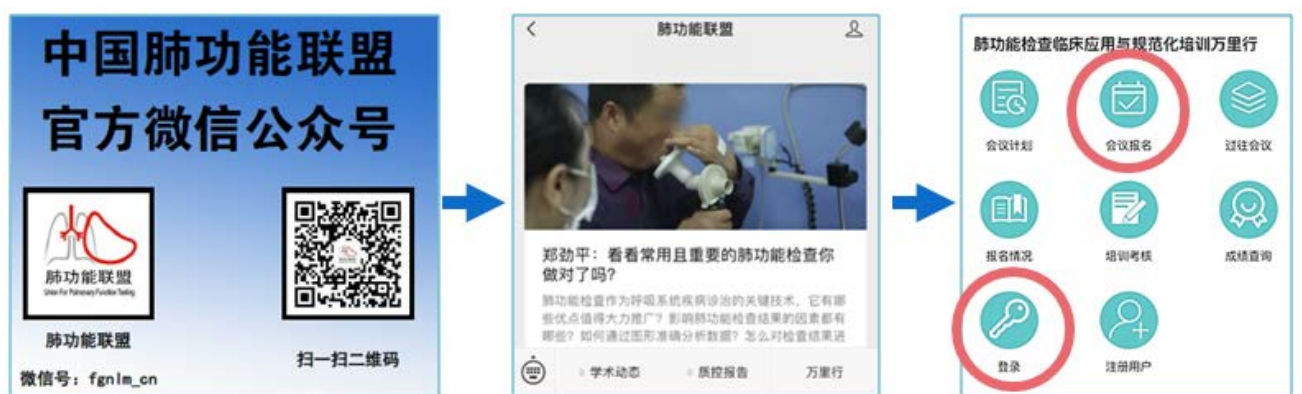 中国肺功能联盟
官方微信公众号
肺功能联盟
Union For Pulmonary Function Testing
肺功能联盟
微信号：fgnlm_cn
扫一扫二维码
肺功能联盟
郑劲平：看看常用且重要的肺功能检查你
做对了吗？
肺功能检查作为呼吸系统疾病诊治的关键技术，它有哪
些优点值得大力推广？影响肺功能检查结果的因素都有
哪些？如何通过图形准确分析数据？怎么对检查结果进
学术动态
质控报告
万里行
肺功能检查临床应用与规范化培训万里行
会议计划
会议报名
过往会议
报名情况
培训考核
成绩查询
登录
注册用户